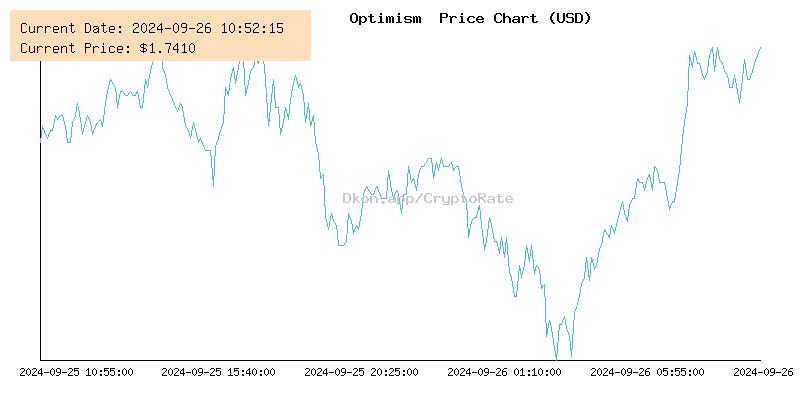 Optimism Price Chart (USD)
Current Date: 2024-09-26 10:52:15
Current Price: $1.7410
Dkon.app/CryptoRate
2024-09-25 10:55:00 2024-09-25 15:40:00 2024-09-25 20:25:00 2024-09-26 01:10:00 2024-09-26 05:55:00 2024-09-26